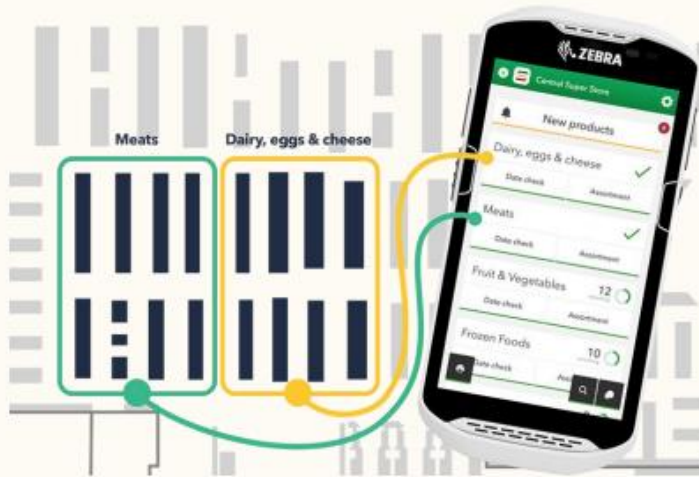 ZEBRA
Central Super Store
New products
Meats
Dairy, eggs & cheese
Dairy, eggs & cheese
Date check
Assortment
Meats
Date check
Assortment
Fruit & Vegetables
12
Date check
Assortment
Frozen Foods
10
Date check